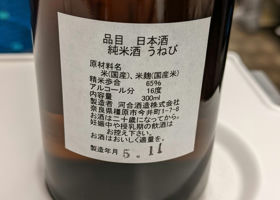 品目 日本酒
純米酒 うねび
原材料名
米(国産)、米麹(国産米)
精米歩合 65%
アルコール分 16度
内容量 300ml
製造者 河合酒造株式会社
奈良県橿原市今井町1-7-8
お酒は二十歳になってから。
妊娠中や授乳期の飲酒は
お控え下さい。
お酒はおいしく適量を。
製造年月 5. 11